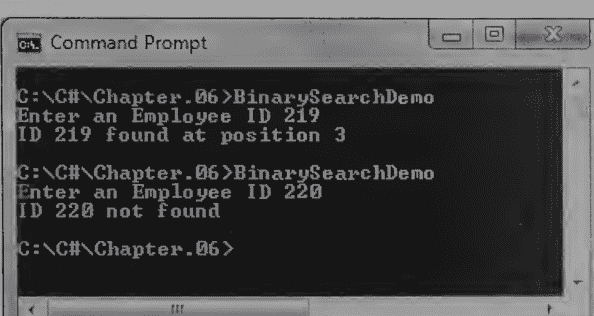 Command Prompt
C:\C#\Chapter.06>BinarySearchDemo
Enter an Employee ID 219
ID 219 found at position 3
C:\C#\Chapter.06>BinarySearchDemo
Enter an Employee ID 220
ID 220 not found
C:\C#\Chapter.06>